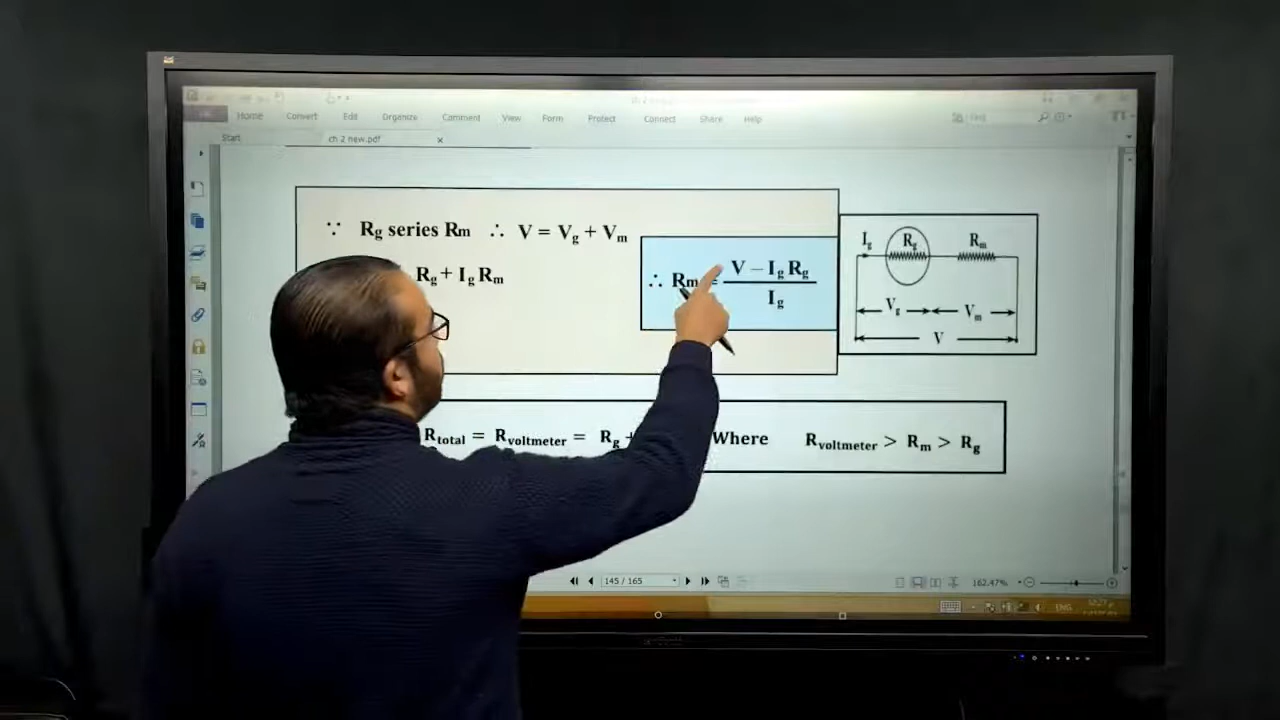 Home Convert Edit Organize Comment View Form Protect Connect Share Help
Start ch 2 new.pdf
∵ Rg series Rm ∴ V = Vg + Vm
Rg + Ig Rm
∴ Rm = (V – Ig Rg) / Ig
Ig Rg Rm
Vg Vm
V
Rtotal = Rvoltmeter = Rg + Where Rvoltmeter > Rm > Rg
145 / 165 162.47%
ENG